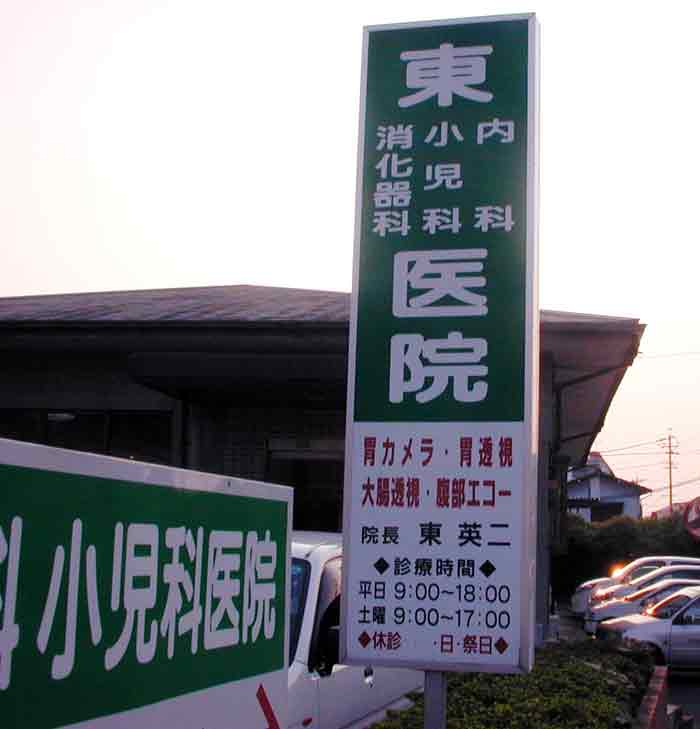 東
内科
小児科
消化器科
医院
胃カメラ・胃透視
大腸透視・腹部エコー
院長 東 英二
◆診療時間◆
平日 9:00~18:00
土曜 9:00~17:00
◆休診 ・日・祭日◆
科 小児科医院